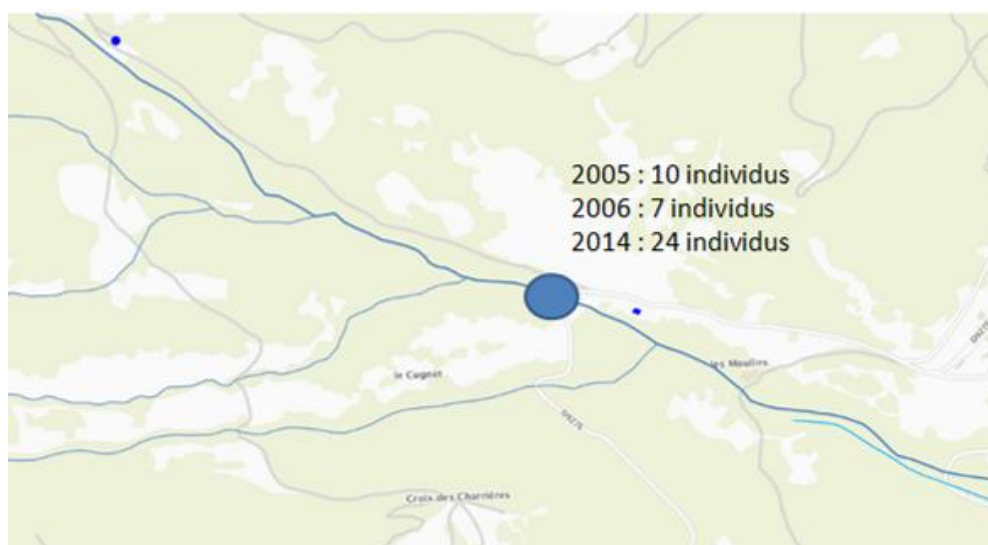 2005 : 10 individus
2006 : 7 individus
2014 : 24 individus
les Moulins
le Cugnet
Croix des Charrières